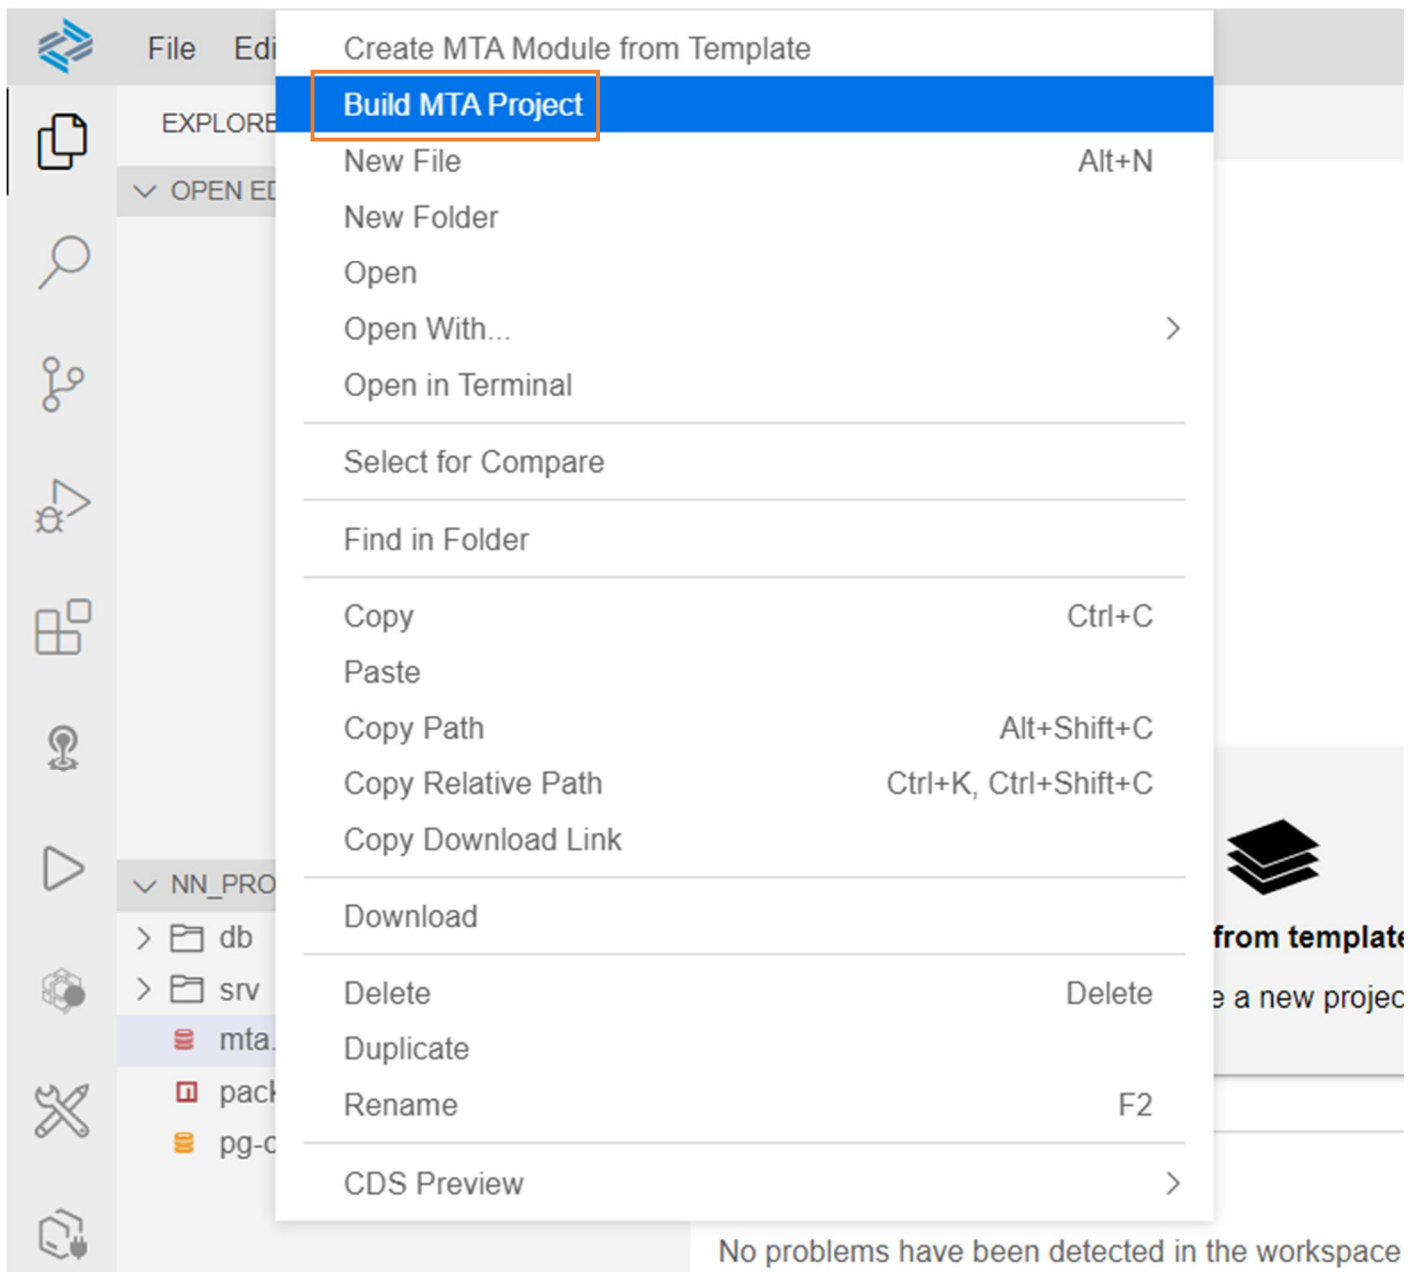 File Edi
EXPLORE
OPEN ED
Create MTA Module from Template
Build MTA Project
New File Alt+N
New Folder
Open
Open With...
Open in Terminal
Select for Compare
Find in Folder
Copy Ctrl+C
Paste
Copy Path Alt+Shift+C
Copy Relative Path Ctrl+K, Ctrl+Shift+C
Copy Download Link
Download
Delete Delete
Duplicate
Rename F2
CDS Preview
NN_PRO
db
srv
mta.
pack
pg-c
from template
e a new projec
No problems have been detected in the workspace